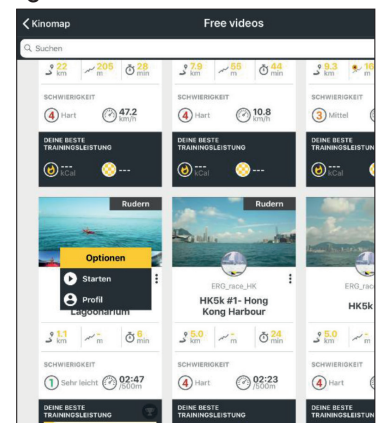 Kinomap
Free videos
Suchen
22 km 205 m 28 min
7.9 km 55 m 44 min
9.3 km
SCHWIERIGKEIT
SCHWIERIGKEIT
SCHWIERIGKEIT
4 Hart 47.2 km/h
4 Hart 10.8 km/h
3 Mittel
DEINE BESTE TRAININGSLEISTUNG
DEINE BESTE TRAININGSLEISTUNG
DEINE BESTE
--- kCal ---
--- kCal ---
--- kCal
Rudern
Rudern
Optionen
Starten
Profil
Lagoonarium
ERG_race_HK
HK5k #1- Hong
Kong Harbour
HK5k
1.1 km - m 6 min
5.0 km - m 24 min
5.0 km - m
SCHWIERIGKEIT
SCHWIERIGKEIT
SCHWIERIGKEIT
1 Sehr leicht 02:47 /500m
4 Hart 02:23 /500m
4 Hart
DEINE BESTE
TRAININGSLEISTUNG
DEINE BESTE
TRAININGSLEISTUNG
DEINE BESTE